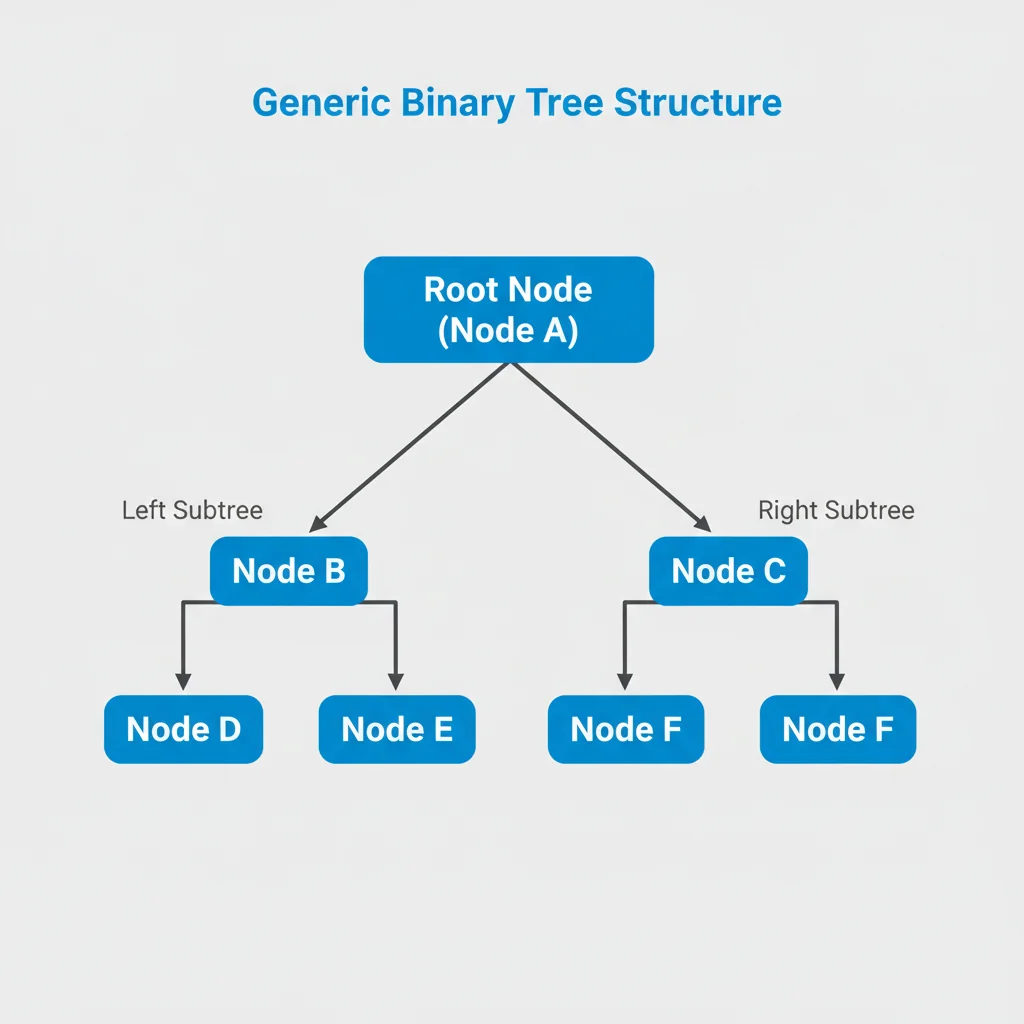 Generic Binary Tree Structure
Root Node
(Node A)
Left Subtree
Right Subtree
Node B
Node C
Node D
Node E
Node F
Node F